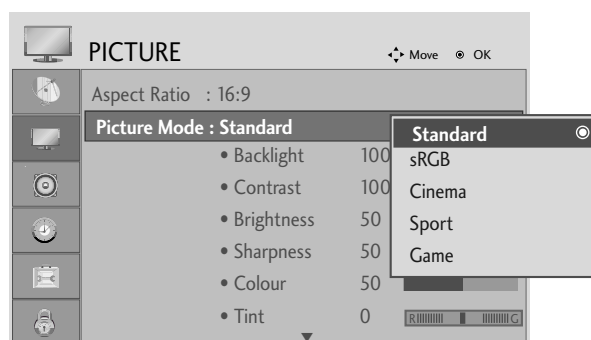 PICTURE
Move OK
Aspect Ratio : 16:9
Picture Mode : Standard
• Backlight 100
• Contrast 100
• Brightness 50
• Sharpness 50
• Colour 50
• Tint 0
R G
Standard
sRGB
Cinema
Sport
Game